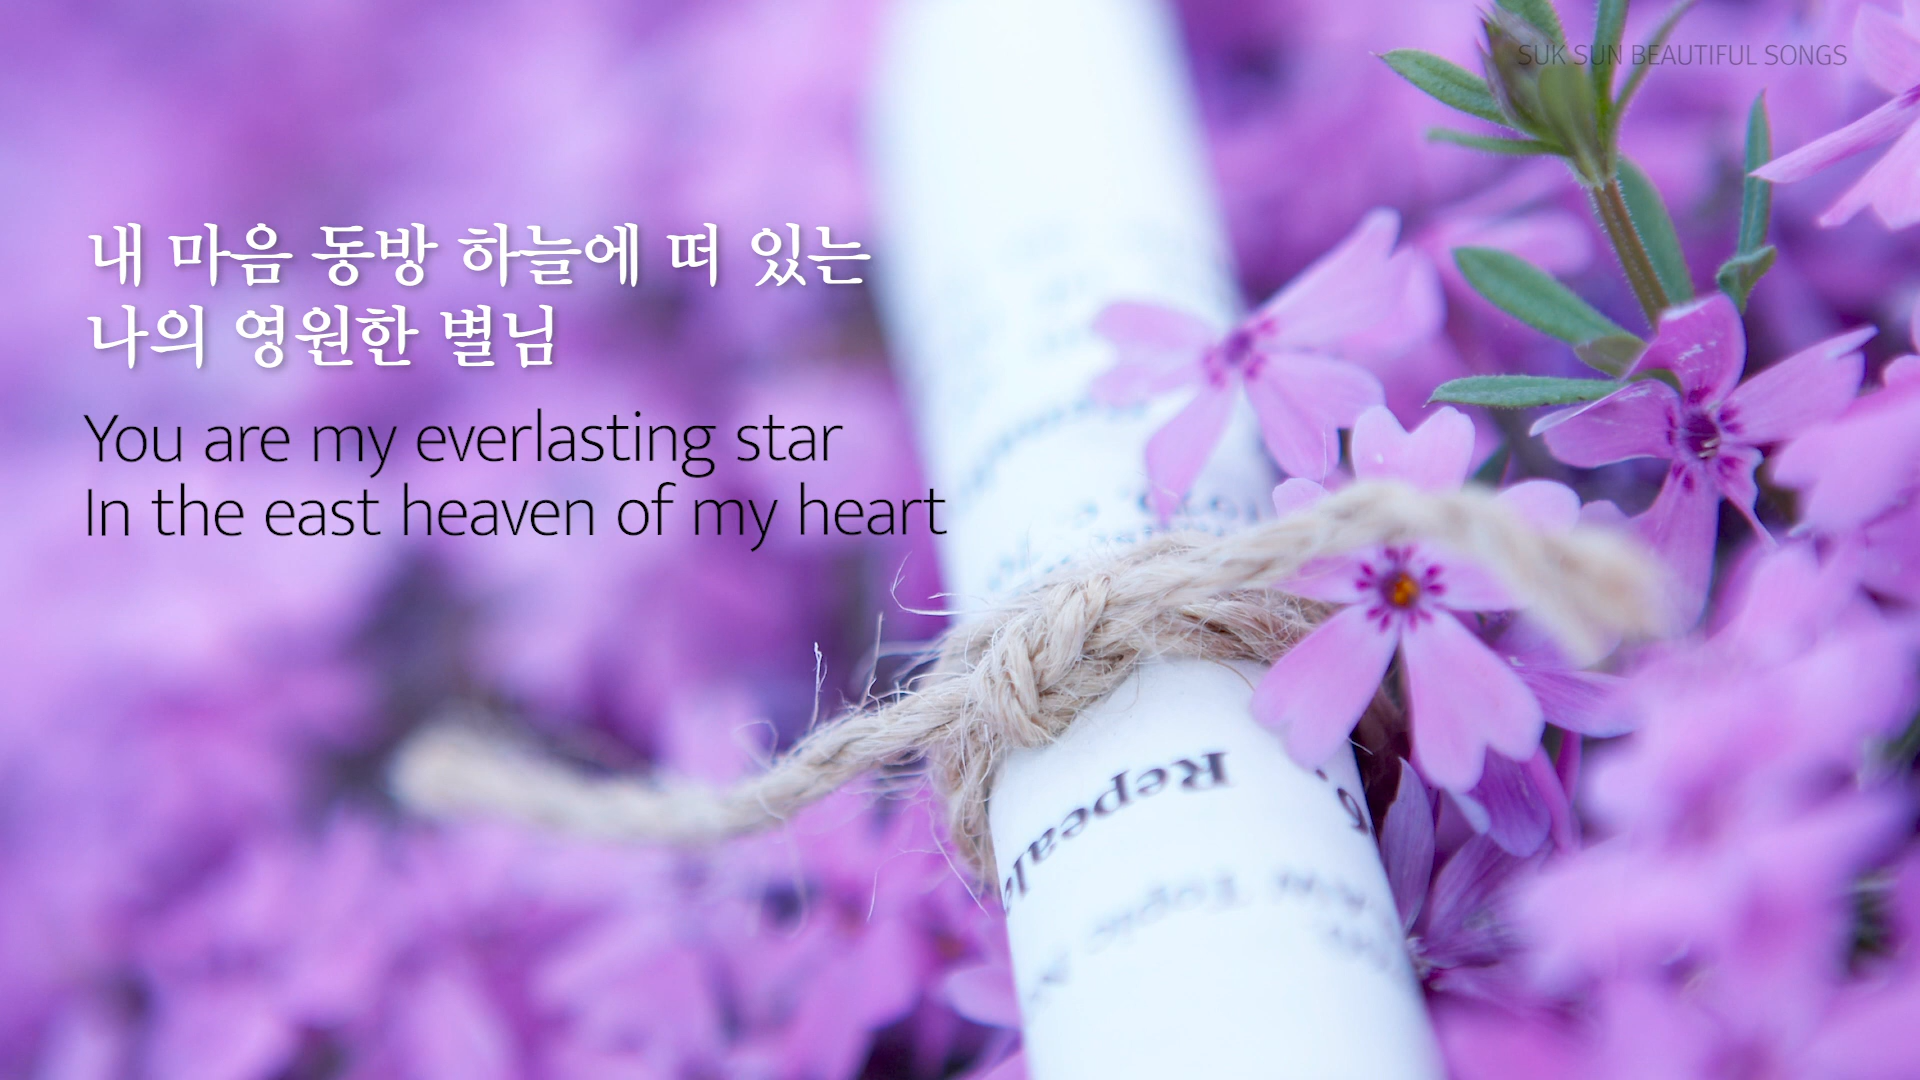 SUK SUN BEAUTIFUL SONGS
내 마음 동방 하늘에 떠 있는
나의 영원한 별님
You are my everlasting star
In the east heaven of my heart
Topic